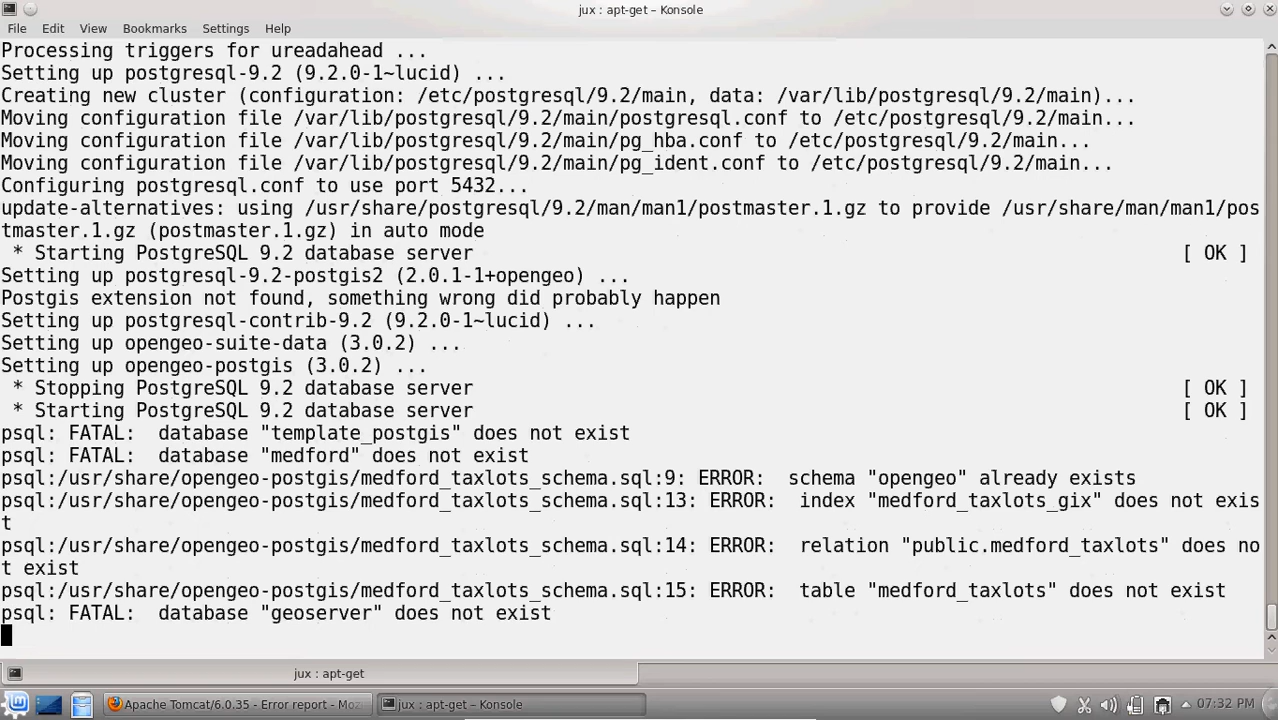 jux : apt-get – Konsole
File Edit View Bookmarks Settings Help
Processing triggers for ureadahead ...
Setting up postgresql-9.2 (9.2.0-1~lucid) ...
Creating new cluster (configuration: /etc/postgresql/9.2/main, data: /var/lib/postgresql/9.2/main)...
Moving configuration file /var/lib/postgresql/9.2/main/postgresql.conf to /etc/postgresql/9.2/main...
Moving configuration file /var/lib/postgresql/9.2/main/pg_hba.conf to /etc/postgresql/9.2/main...
Moving configuration file /var/lib/postgresql/9.2/main/pg_ident.conf to /etc/postgresql/9.2/main...
Configuring postgresql.conf to use port 5432...
update-alternatives: using /usr/share/postgresql/9.2/man/man1/postmaster.1.gz to provide /usr/share/man/man1/pos
tmaster.1.gz (postmaster.1.gz) in auto mode
 * Starting PostgreSQL 9.2 database server [ OK ]
Setting up postgresql-9.2-postgis2 (2.0.1-1+opengeo) ...
Postgis extension not found, something wrong did probably happen
Setting up postgresql-contrib-9.2 (9.2.0-1~lucid) ...
Setting up opengeo-suite-data (3.0.2) ...
Setting up opengeo-postgis (3.0.2) ...
 * Stopping PostgreSQL 9.2 database server [ OK ]
 * Starting PostgreSQL 9.2 database server [ OK ]
psql: FATAL:  database "template_postgis" does not exist
psql: FATAL:  database "medford" does not exist
psql:/usr/share/opengeo-postgis/medford_taxlots_schema.sql:9: ERROR:  schema "opengeo" already exists
psql:/usr/share/opengeo-postgis/medford_taxlots_schema.sql:13: ERROR:  index "medford_taxlots_gix" does not exis
t
psql:/usr/share/opengeo-postgis/medford_taxlots_schema.sql:14: ERROR:  relation "public.medford_taxlots" does no
t exist
psql:/usr/share/opengeo-postgis/medford_taxlots_schema.sql:15: ERROR:  table "medford_taxlots" does not exist
psql: FATAL:  database "geoserver" does not exist
jux : apt-get
Apache Tomcat/6.0.35 - Error report - Moz
jux : apt-get – Konsole
07:32 PM